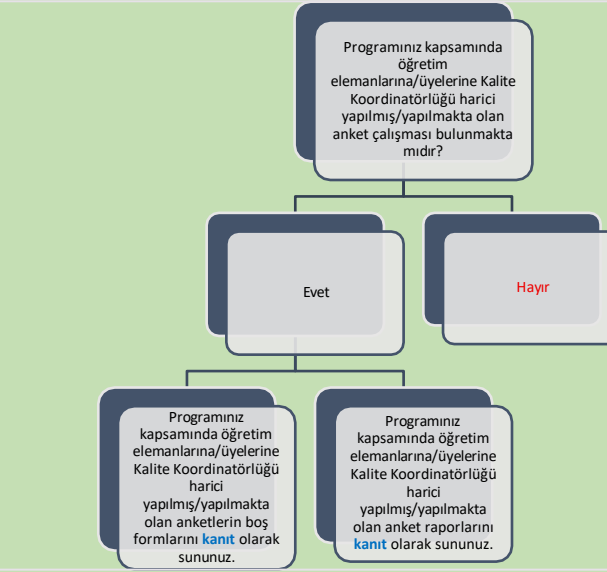 Programınız kapsamında
öğretim
elemanlarına/üyelerine Kalite
Koordinatörlüğü harici
yapılmış/yapılmakta olan
anket çalışması bulunmakta
mıdır?
Evet
Hayır
Programınız
kapsamında öğretim
elemanlarına/üyelerine
Kalite Koordinatörlüğü
harici
yapılmış/yapılmakta
olan anketlerin boş
formlarını kanıt olarak
sununuz.
Programınız
kapsamında öğretim
elemanlarına/üyelerine
Kalite Koordinatörlüğü
harici
yapılmış/yapılmakta
olan anket raporlarını
kanıt olarak sununuz.